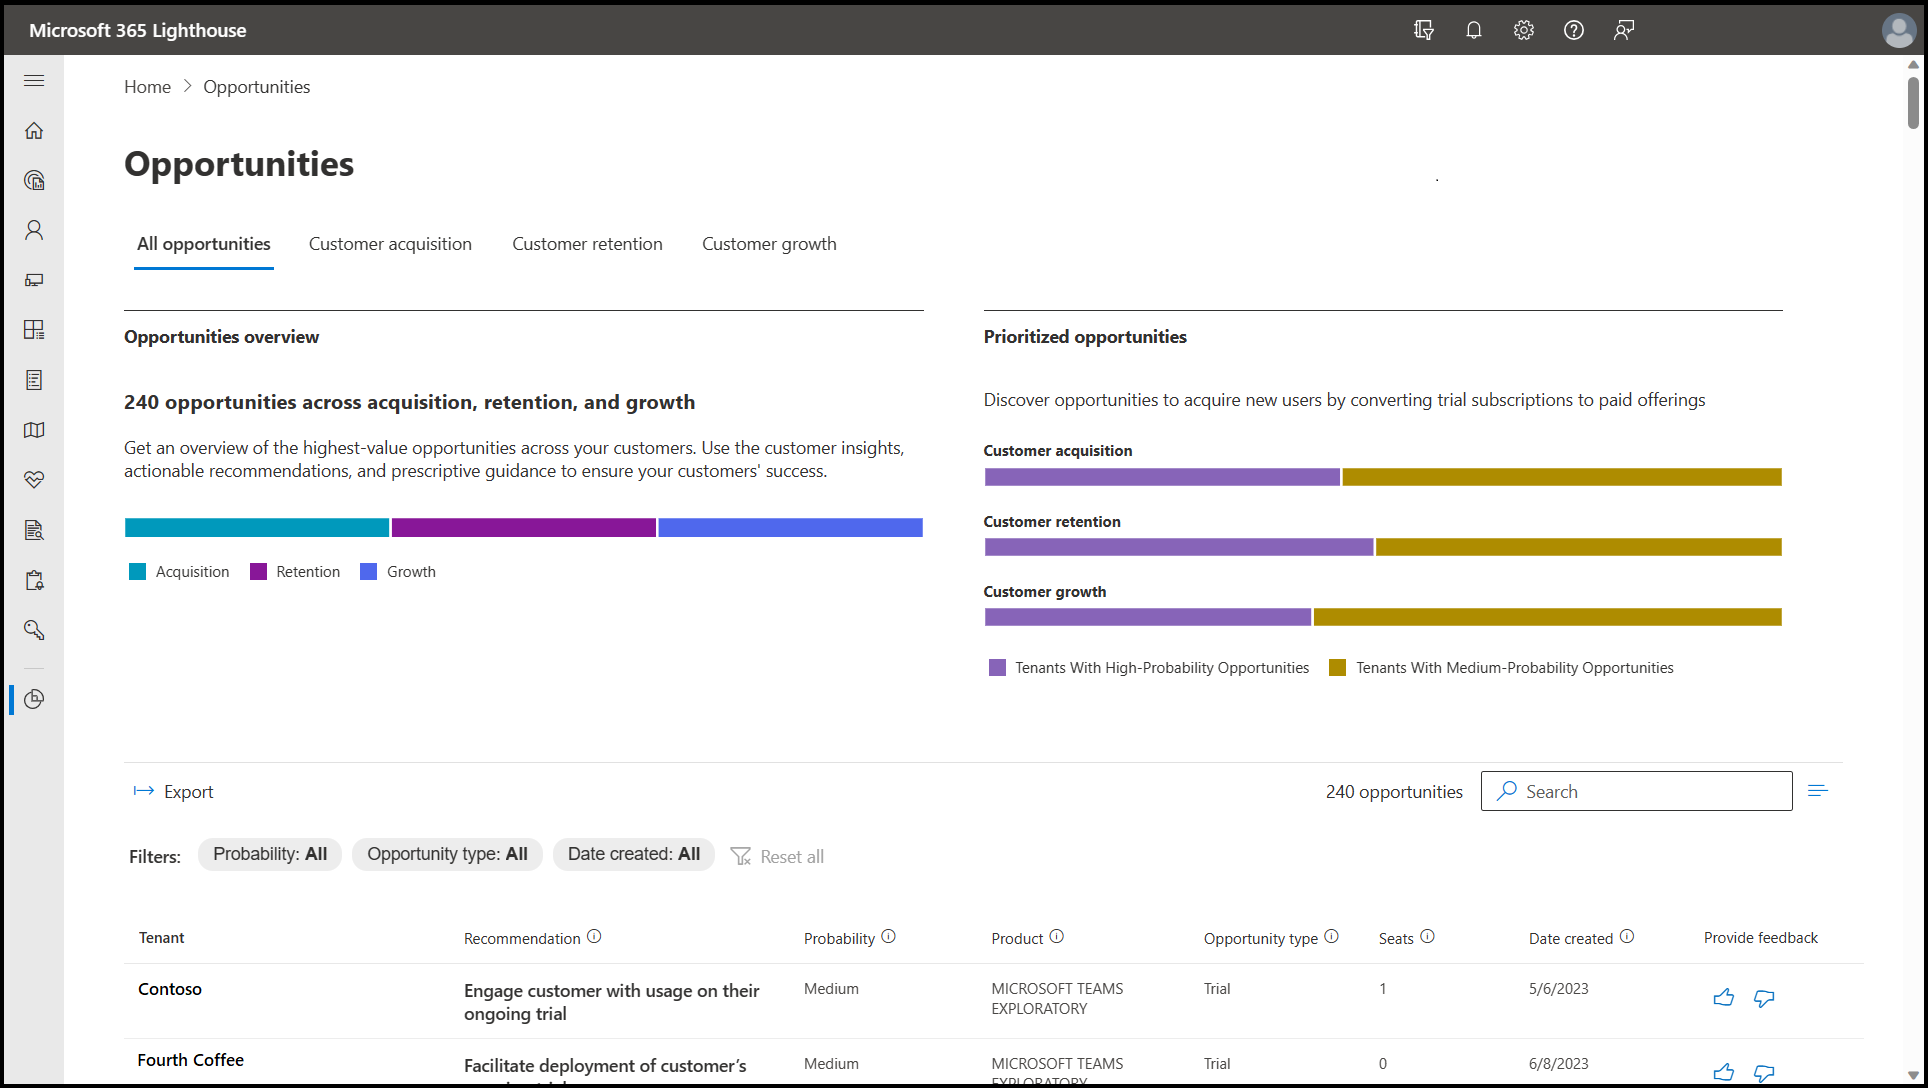 Microsoft 365 Lighthouse
Home > Opportunities
Opportunities
All opportunities Customer acquisition Customer retention Customer growth
Opportunities overview
240 opportunities across acquisition, retention, and growth
Get an overview of the highest-value opportunities across your customers. Use the customer insights,
actionable recommendations, and prescriptive guidance to ensure your customers' success.
Acquisition Retention Growth
Prioritized opportunities
Discover opportunities to acquire new users by converting trial subscriptions to paid offerings
Customer acquisition
Customer retention
Customer growth
Tenants With High-Probability Opportunities Tenants With Medium-Probability Opportunities
Export 240 opportunities Search
Filters: Probability: All Opportunity type: All Date created: All Reset all
Tenant Recommendation Probability Product Opportunity type Seats Date created Provide feedback
Contoso Engage customer with usage on their Medium MICROSOFT TEAMS Trial 1 5/6/2023
ongoing trial EXPLORATORY
Fourth Coffee Facilitate deployment of customer’s Medium MICROSOFT TEAMS Trial 0 6/8/2023
EXPLORATORY